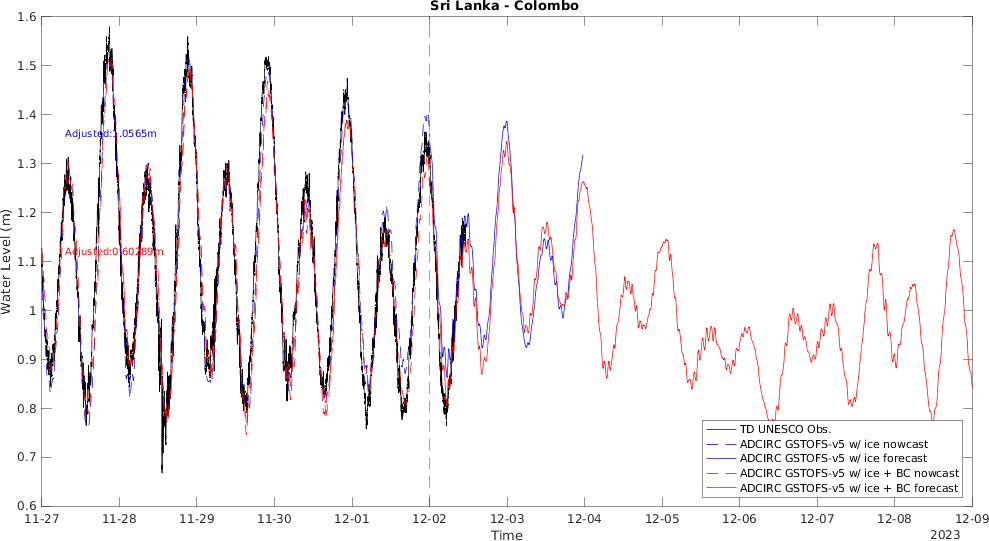 Sri Lanka - Colombo
1.6
1.5
1.4
1.3
1.2
1.1
1
0.9
0.8
0.7
0.6
Water Level (m)
Adjusted:1.0565m
Adjusted:0.60289m
TD UNESCO Obs.
ADCIRC GSTOFS-v5 w/ ice nowcast
ADCIRC GSTOFS-v5 w/ ice forecast
ADCIRC GSTOFS-v5 w/ ice + BC nowcast
ADCIRC GSTOFS-v5 w/ ice + BC forecast
11-27 11-28 11-29 11-30 12-01 12-02 12-03 12-04 12-05 12-06 12-07 12-08 12-09
Time
2023